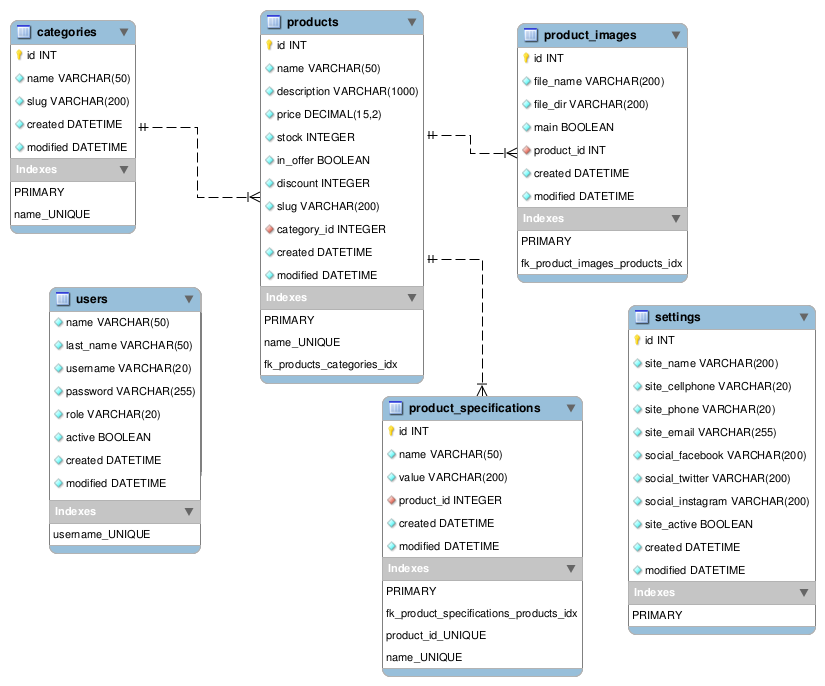 categories
id INT
name VARCHAR(50)
slug VARCHAR(200)
created DATETIME
modified DATETIME
Indexes
PRIMARY
name_UNIQUE
products
id INT
name VARCHAR(50)
description VARCHAR(1000)
price DECIMAL(15,2)
stock INTEGER
in_offer BOOLEAN
discount INTEGER
slug VARCHAR(200)
category_id INTEGER
created DATETIME
modified DATETIME
Indexes
PRIMARY
name_UNIQUE
fk_products_categories_idx
product_images
id INT
file_name VARCHAR(200)
file_dir VARCHAR(200)
main BOOLEAN
product_id INT
created DATETIME
modified DATETIME
Indexes
PRIMARY
fk_product_images_products_idx
users
name VARCHAR(50)
last_name VARCHAR(50)
username VARCHAR(20)
password VARCHAR(255)
role VARCHAR(20)
active BOOLEAN
created DATETIME
modified DATETIME
Indexes
username_UNIQUE
product_specifications
id INT
name VARCHAR(50)
value VARCHAR(200)
product_id INTEGER
created DATETIME
modified DATETIME
Indexes
PRIMARY
fk_product_specifications_products_idx
product_id_UNIQUE
name_UNIQUE
settings
id INT
site_name VARCHAR(200)
site_cellphone VARCHAR(20)
site_phone VARCHAR(20)
site_email VARCHAR(255)
social_facebook VARCHAR(200)
social_twitter VARCHAR(200)
social_instagram VARCHAR(200)
site_active BOOLEAN
created DATETIME
modified DATETIME
Indexes
PRIMARY